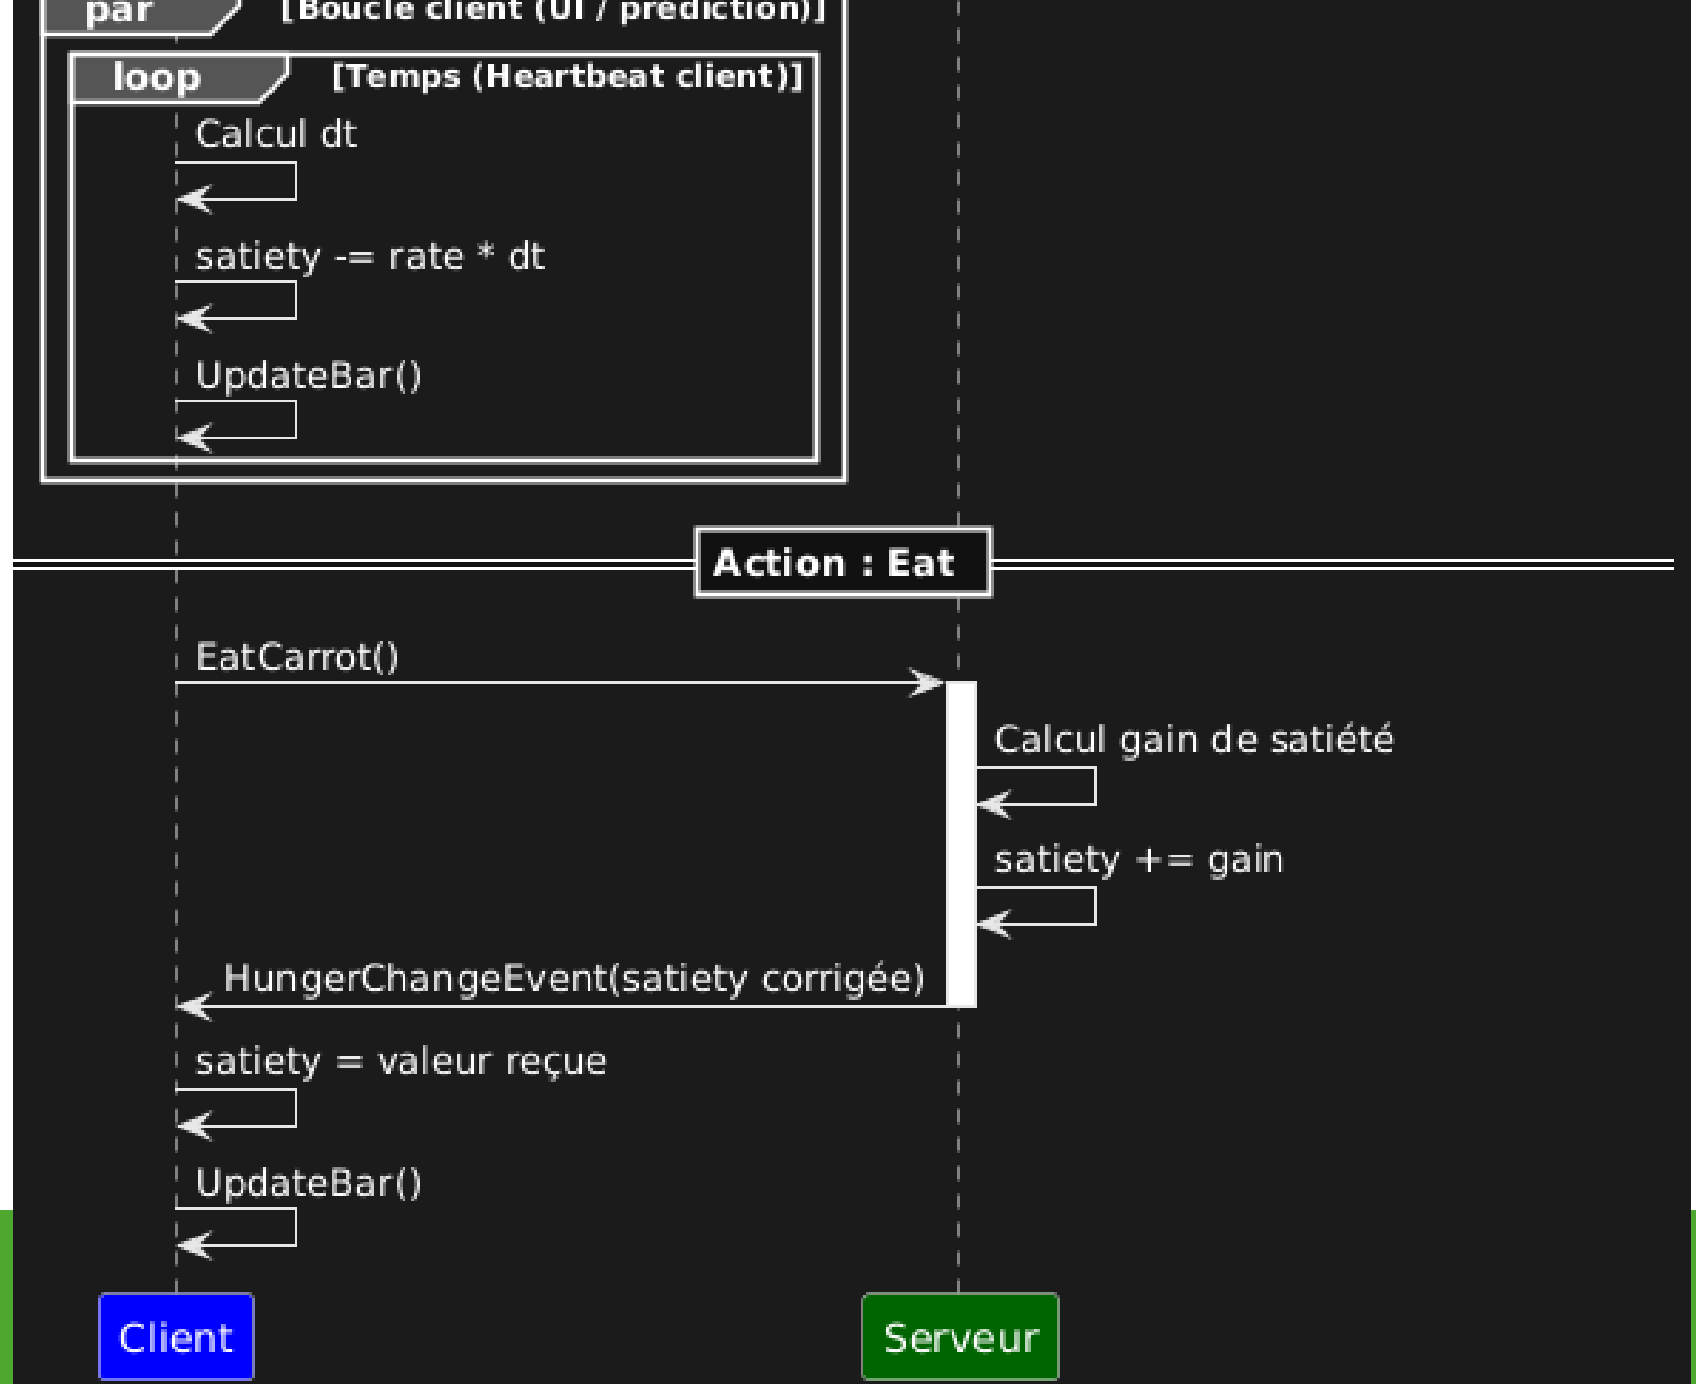 par [Boucle client (UI / prédiction)]
loop [Temps (Heartbeat client)]
Calcul dt
satiety -= rate * dt
UpdateBar()
Action : Eat
EatCarrot()
Calcul gain de satiété
satiety += gain
HungerChangeEvent(satiety corrigée)
satiety = valeur reçue
UpdateBar()
Client Serveur